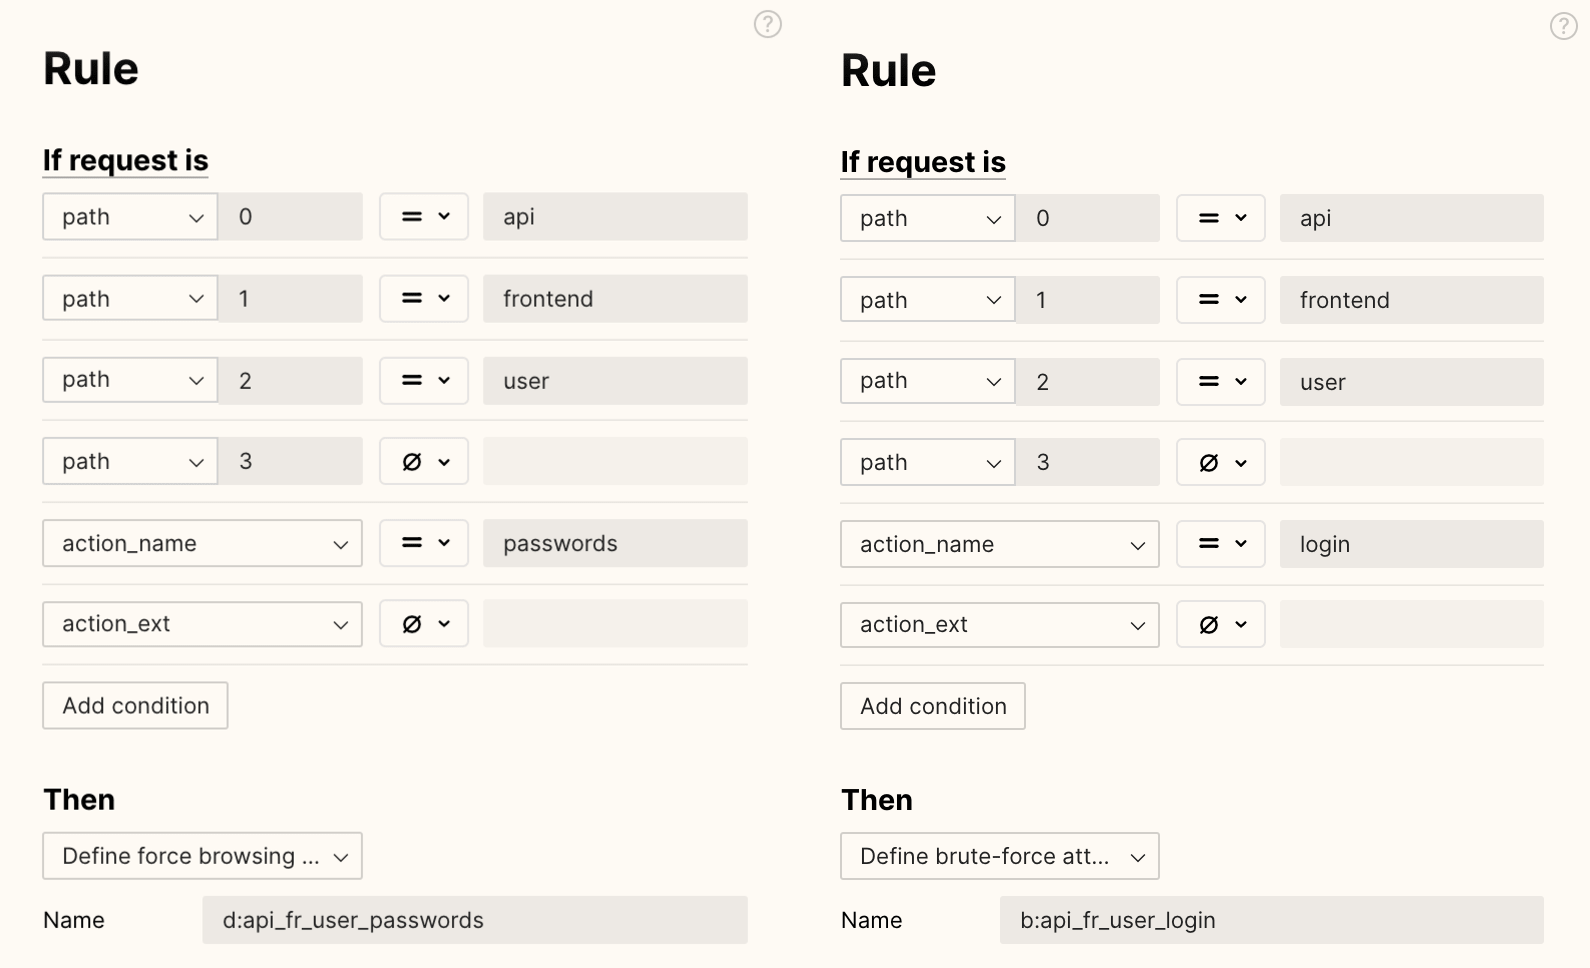 ?
Rule
If request is
path 0 = api
path 1 = frontend
path 2 = user
path 3 Ø
action_name = passwords
action_ext Ø
Add condition
Then
Define force browsing ...
Name d:api_fr_user_passwords
?
Rule
If request is
path 0 = api
path 1 = frontend
path 2 = user
path 3 Ø
action_name = login
action_ext Ø
Add condition
Then
Define brute-force att...
Name b:api_fr_user_login